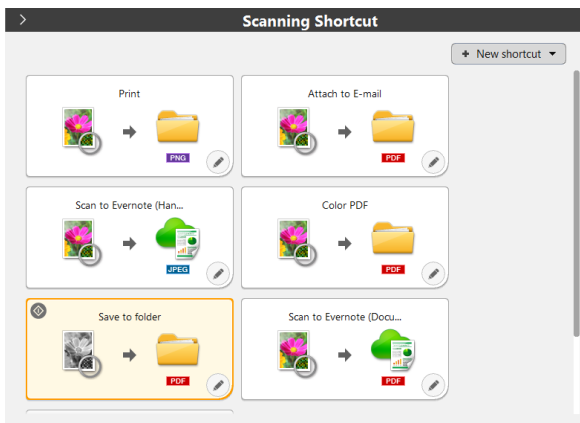 Scanning Shortcut
+ New shortcut
Print
PNG
Attach to E-mail
PDF
Scan to Evernote (Han...
JPEG
Color PDF
PDF
Save to folder
PDF
Scan to Evernote (Docu...
PDF